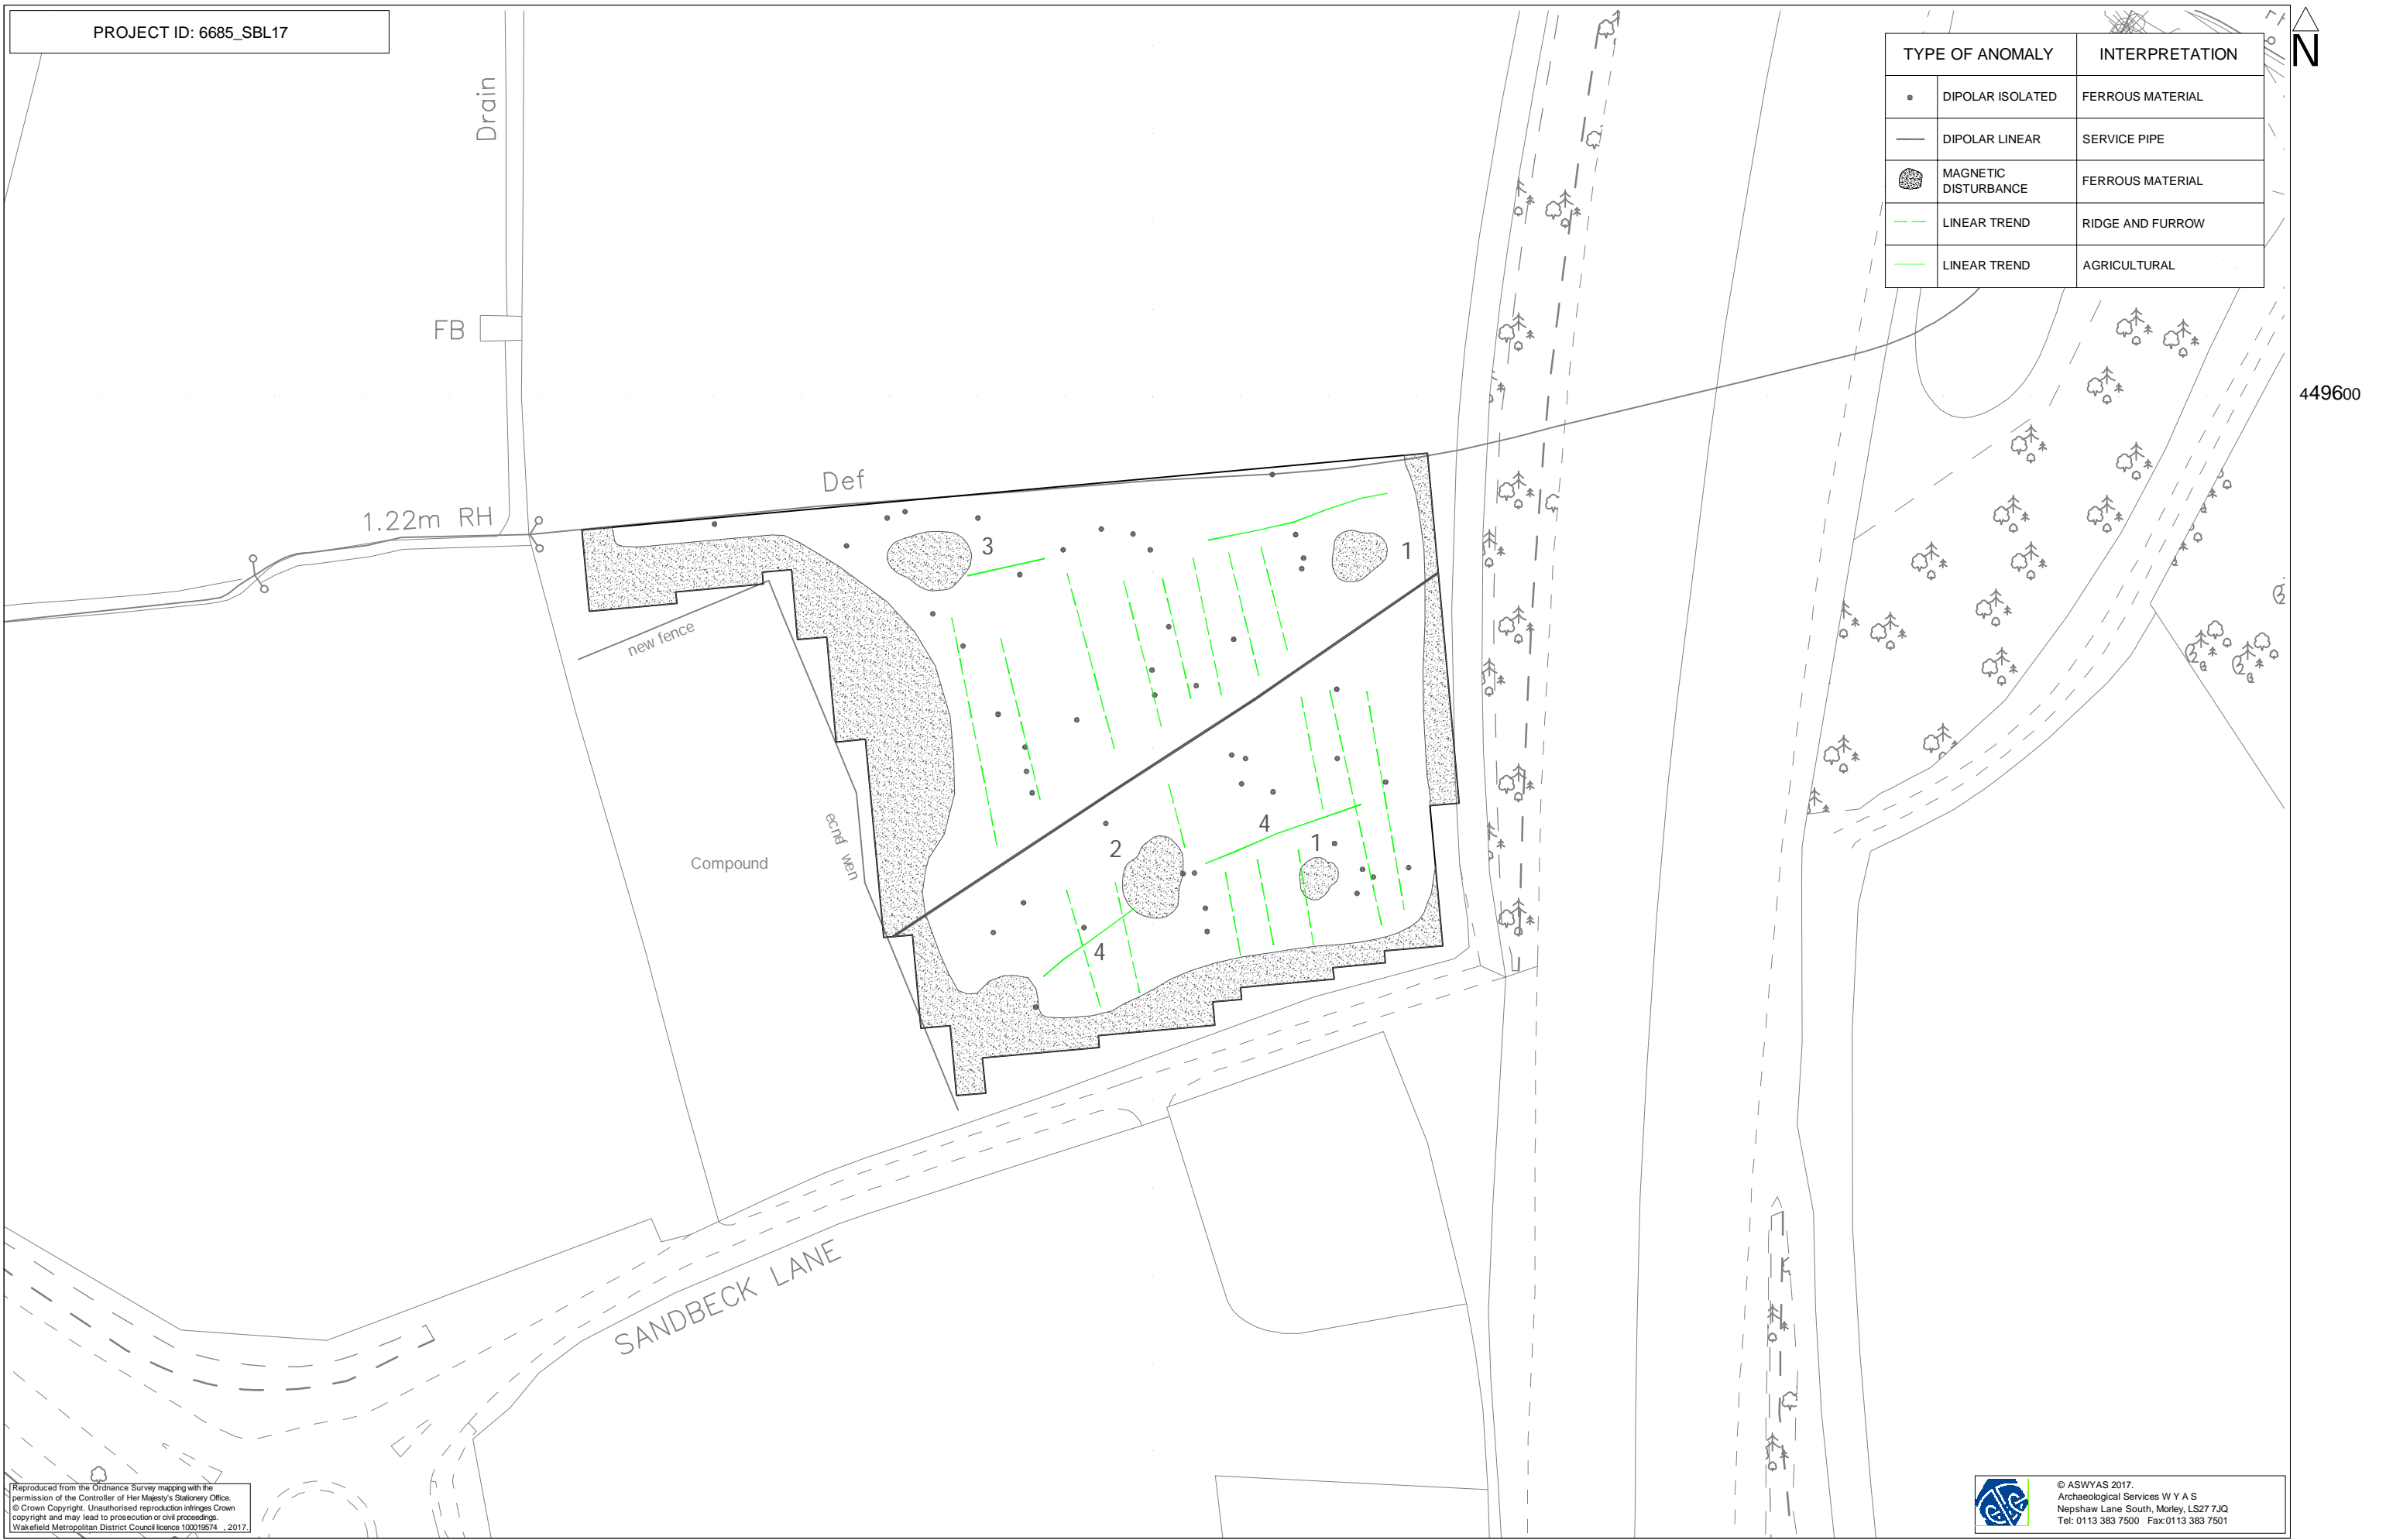 PROJECT ID: 6685_SBL17
N
TYPE OF ANOMALY INTERPRETATION
DIPOLAR ISOLATED FERROUS MATERIAL
DIPOLAR LINEAR SERVICE PIPE
MAGNETIC
DISTURBANCE FERROUS MATERIAL
LINEAR TREND RIDGE AND FURROW
LINEAR TREND AGRICULTURAL
Drain
FB
449600
Def
1.22m RH
3
1
new fence
4
1
2
new fence
Compound
4
SANDBECK LANE
Reproduced from the Ordnance Survey mapping with the
permission of the Controller of Her Majesty's Stationery Office.
© Crown Copyright. Unauthorised reproduction infringes Crown
copyright and may lead to prosecution or civil proceedings.
Wakefield Metropolitan District Council licence 100019574 , 2017.
© ASWYAS 2017.
Archaeological Services W Y A S
Nepshaw Lane South, Morley, LS27 7JQ
Tel: 0113 383 7500 Fax:0113 383 7501